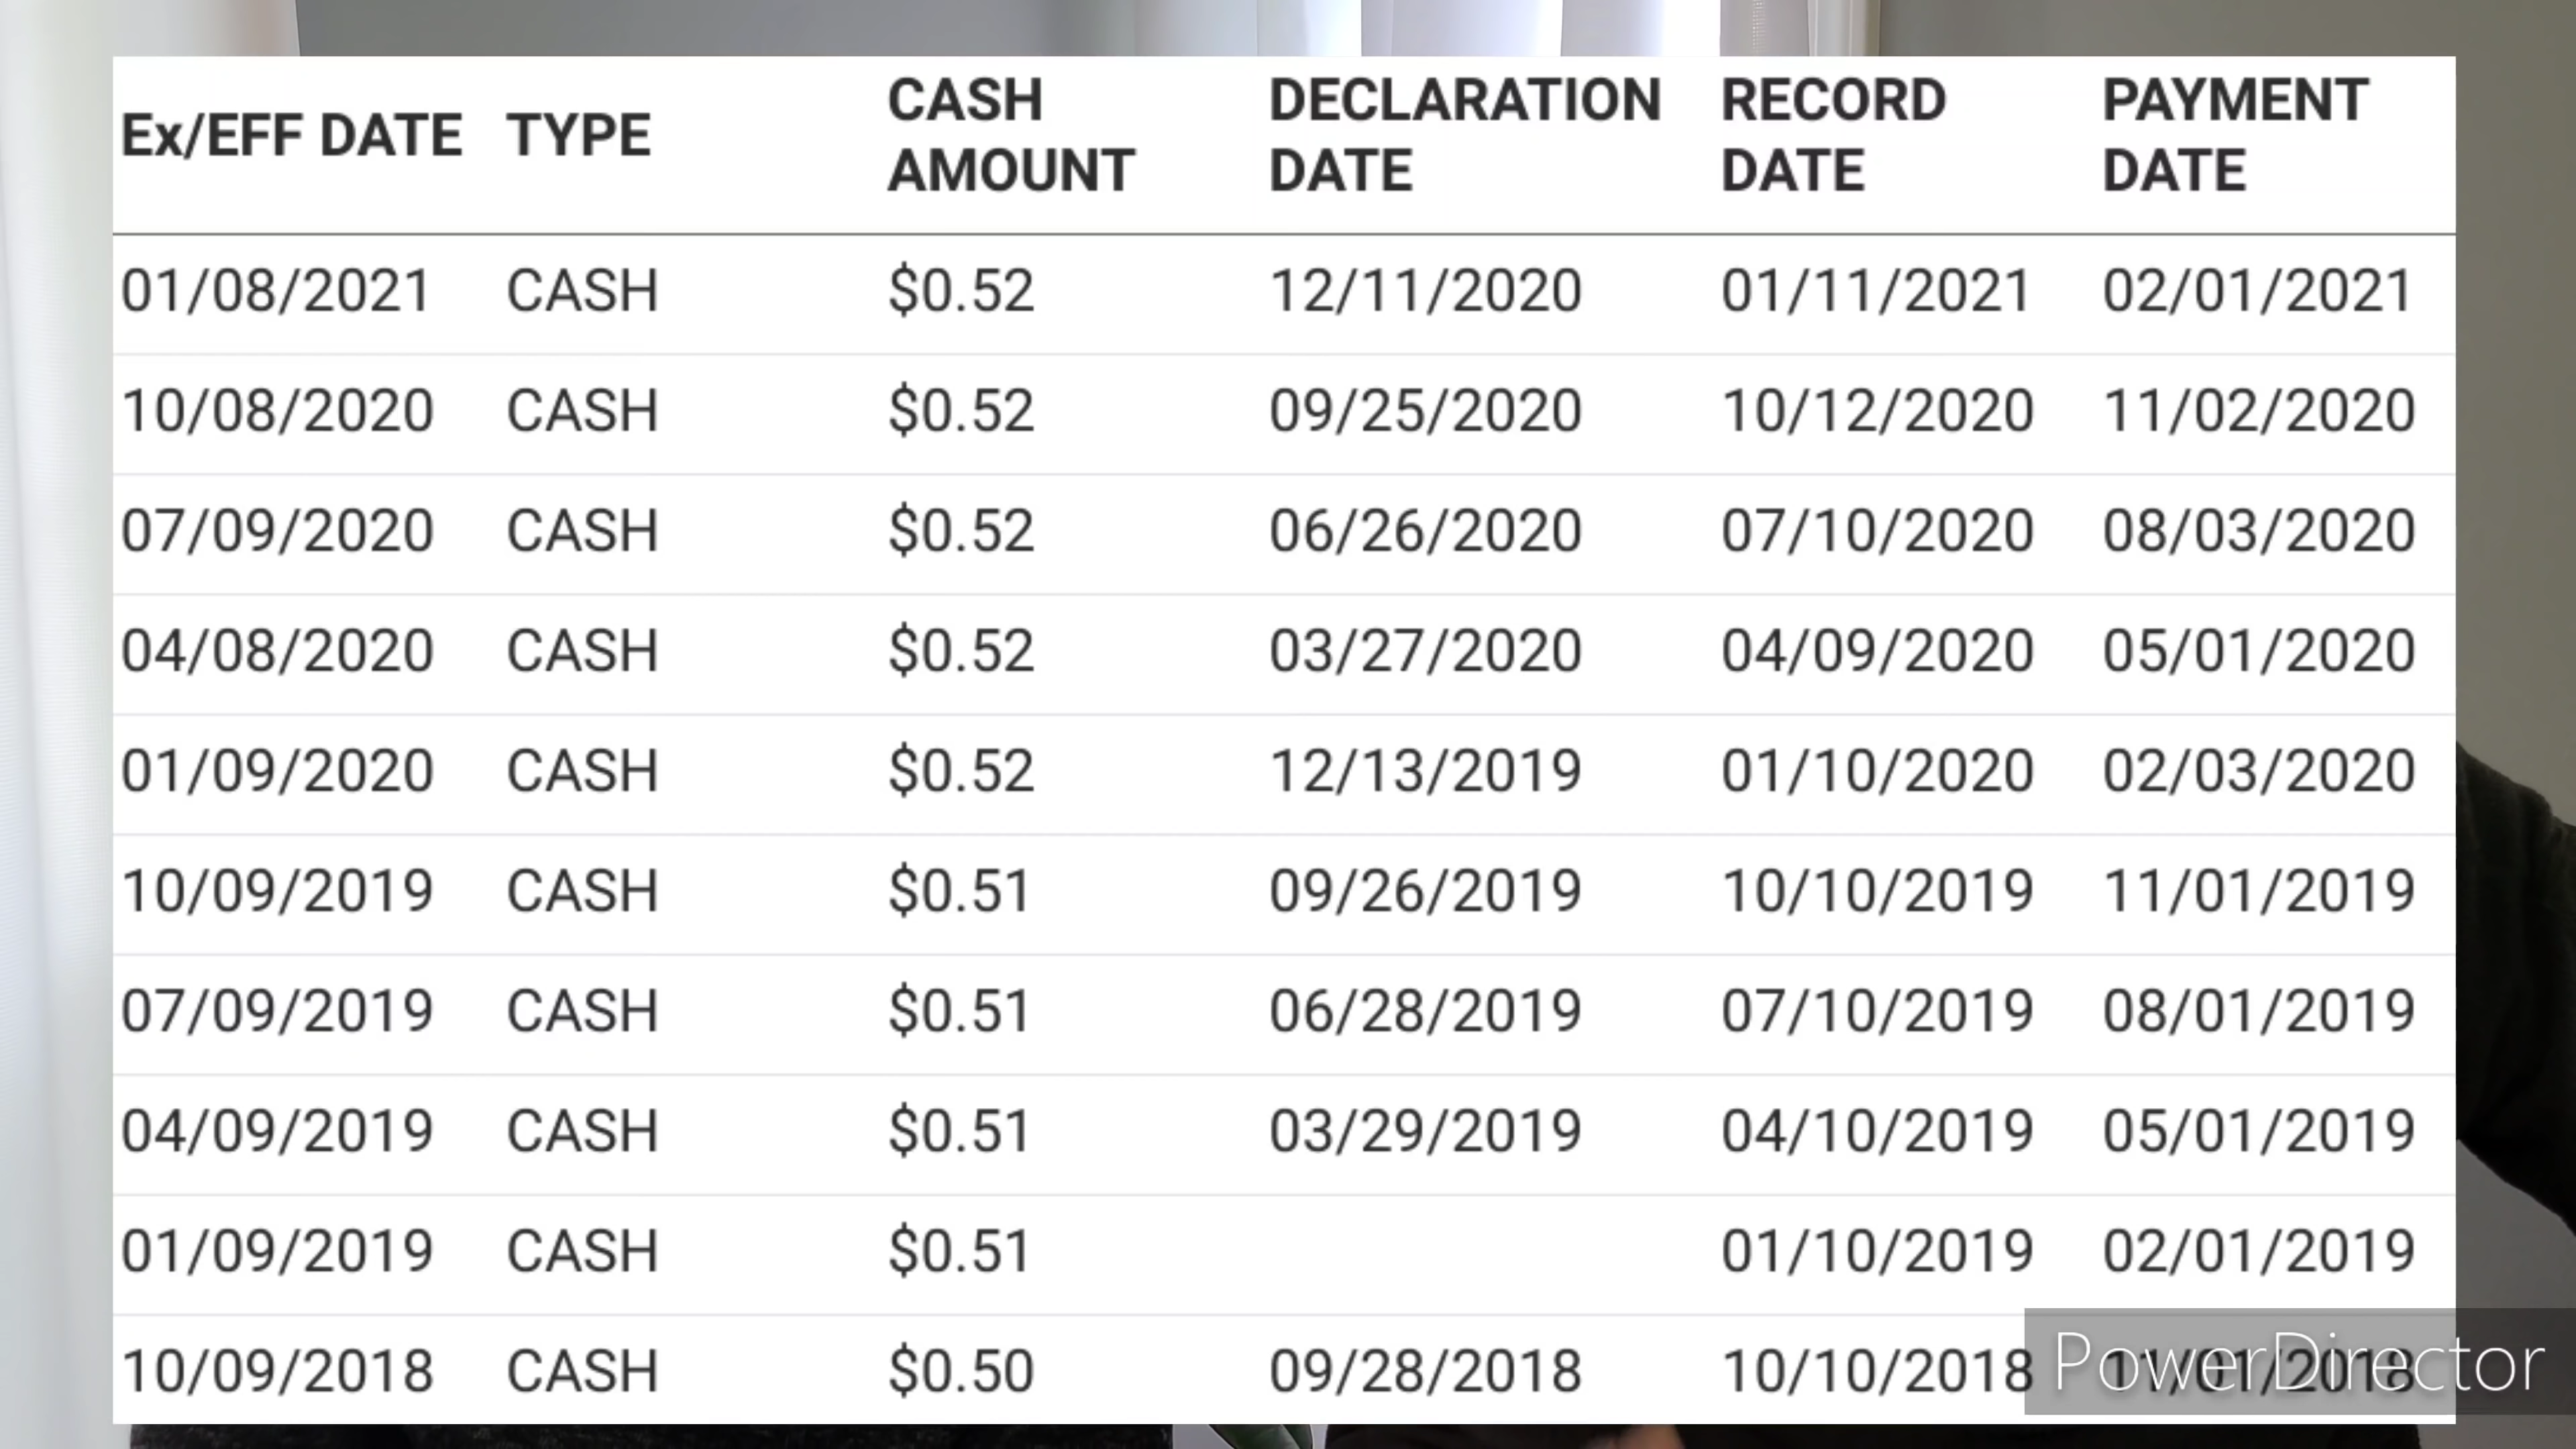 Ex/EFF DATE TYPE CASH AMOUNT DECLARATION DATE RECORD DATE PAYMENT DATE
01/08/2021 CASH $0.52 12/11/2020 01/11/2021 02/01/2021
10/08/2020 CASH $0.52 09/25/2020 10/12/2020 11/02/2020
07/09/2020 CASH $0.52 06/26/2020 07/10/2020 08/03/2020
04/08/2020 CASH $0.52 03/27/2020 04/09/2020 05/01/2020
01/09/2020 CASH $0.52 12/13/2019 01/10/2020 02/03/2020
10/09/2019 CASH $0.51 09/26/2019 10/10/2019 11/01/2019
07/09/2019 CASH $0.51 06/28/2019 07/10/2019 08/01/2019
04/09/2019 CASH $0.51 03/29/2019 04/10/2019 05/01/2019
01/09/2019 CASH $0.51 01/10/2019 02/01/2019
10/09/2018 CASH $0.50 09/28/2018 10/10/2018 11/01/2018
PowerDirector